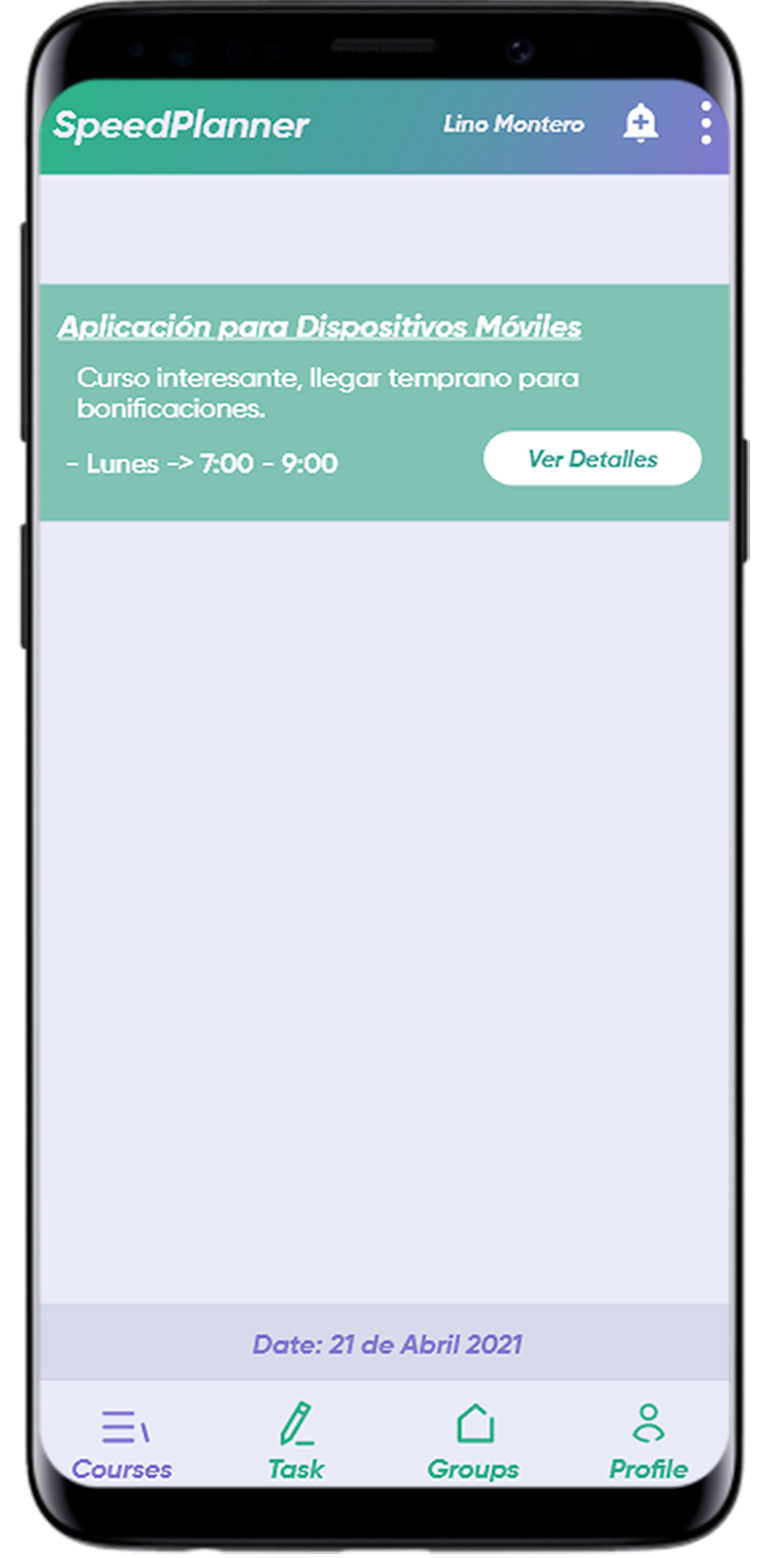 SpeedPlanner Lino Montero
Aplicación para Dispositivos Móviles
Curso interesante, llegar temprano para
bonificaciones.
- Lunes -> 7:00 - 9:00 Ver Detalles
Date: 21 de Abril 2021
Courses Task Groups Profile